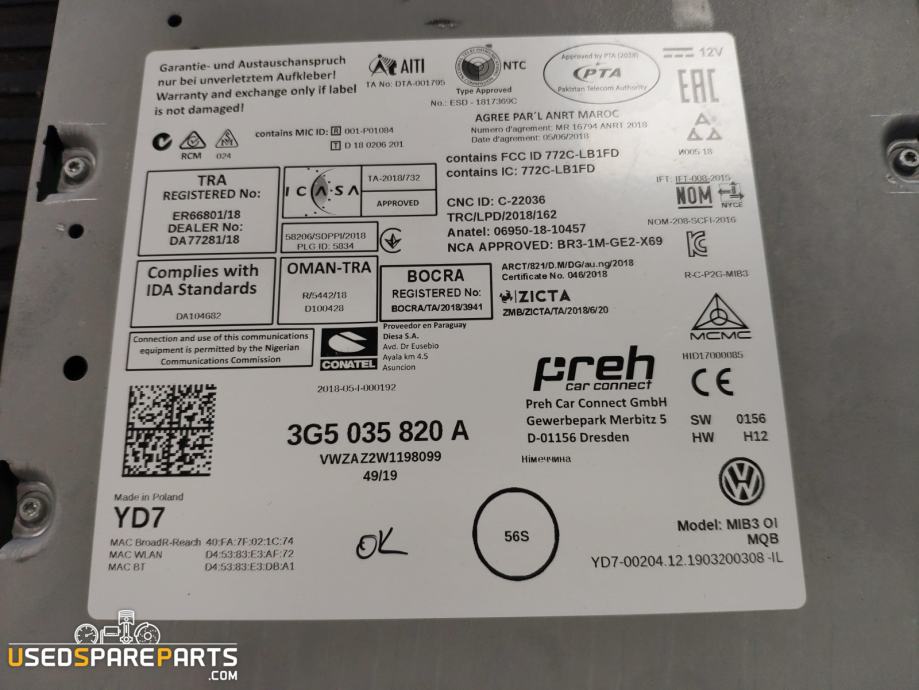 Garantie- und Austauschanspruch
nur bei unverletztem Aufkleber!
Warranty and exchange only if label
is not damaged!
AITI
TA No: DTA-001795
NTC
Type Approved
No.: ESD - 1817369C
Approved by PTA (2018)
PTA
Pakistan Telecom Authority
12V
EAC
RCM
024
contains MIC ID: R 001-P01084
T D 18 0206 201
AGREE PAR'L ANRT MAROC
Numero d'agrement: MR 16794 ANRT 2018
Date d'agrement: 05/06/2018
И005-18
contains FCC ID 772C-LB1FD
contains IC: 772C-LB1FD
IFT: IFT-008-2015
NOM
NYCE
NOM-208-SCFI-2016
TRA
REGISTERED No:
ER66801/18
DEALER No:
DA77281/18
ICASA
TA-2018/732
APPROVED
58206/SDPPI/2018
PLG ID: 5834
CNC ID: C-22036
TRC/LPD/2018/162
Anatel: 06950-18-10457
NCA APPROVED: BR3-1M-GE2-X69
R-C-P2G-MIB3
Complies with
IDA Standards
DA104682
OMAN-TRA
R/5442/18
D100428
BOCRA
REGISTERED No:
BOCRA/TA/2018/3941
ARCT/821/D.M/DG/au.ng/2018
Certificate No. 046/2018
ZICTA
ZMB/ZICTA/TA/2018/6/20
MCMC
HID17000085
Connection and use of this communications
equipment is permitted by the Nigerian
Communications Commission
CONATEL
2018-05-I-000192
Proveedor en Paraguay
Diesa S.A.
Avd. Dr Eusebio
Ayala km 4.5
Asuncion
preh
car connect
Preh Car Connect GmbH
Gewerbepark Merbitz 5
D-01156 Dresden
Німеччина
CE
SW 0156
HW H12
3G5 035 820 A
VWZAZ2W1198099
49/19
Made in Poland
YD7
MAC BroadR-Reach 40:FA:7F:02:1C:74
MAC WLAN D4:53:83:E3:AF:72
MAC BT D4:53:83:E3:DB:A1
OK
56S
Model: MIB3 OI
MQB
YD7-00204.12.1903200308 -IL
USEDSPAREPARTS
.COM